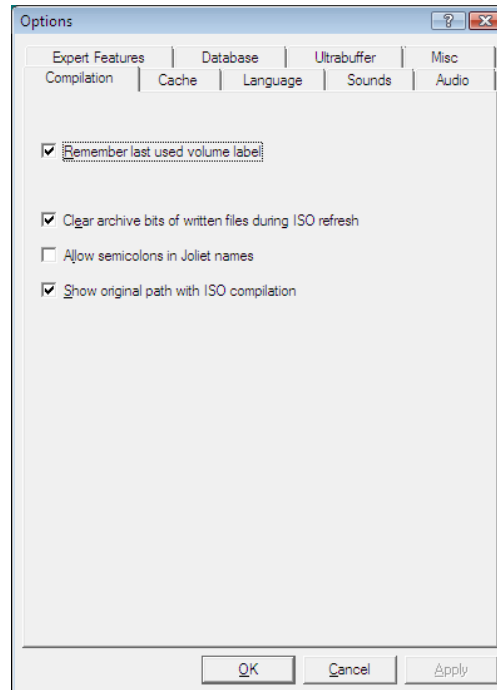 Options
Expert Features Database Ultrabuffer Misc
Compilation Cache Language Sounds Audio
Remember last used volume label
Clear archive bits of written files during ISO refresh
Allow semicolons in Joliet names
Show original path with ISO compilation
OK Cancel Apply